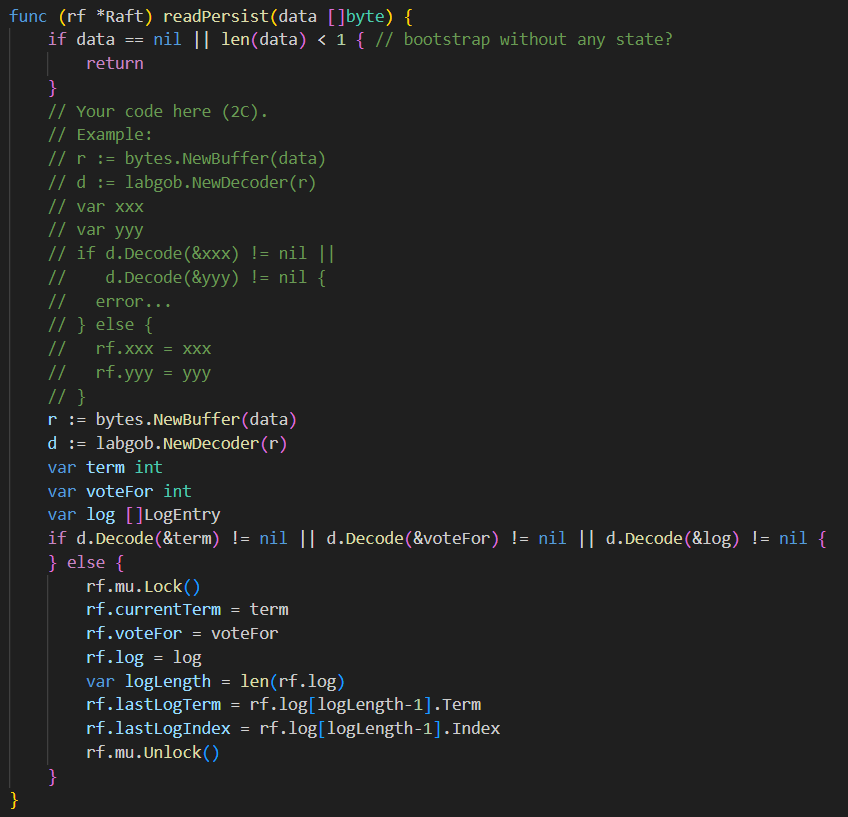 func (rf *Raft) readPersist(data []byte) {
    if data == nil || len(data) < 1 { // bootstrap without any state?
        return
    }
    // Your code here (2C).
    // Example:
    // r := bytes.NewBuffer(data)
    // d := labgob.NewDecoder(r)
    // var xxx
    // var yyy
    // if d.Decode(&xxx) != nil ||
    //    d.Decode(&yyy) != nil {
    //   error...
    // } else {
    //   rf.xxx = xxx
    //   rf.yyy = yyy
    // }
    r := bytes.NewBuffer(data)
    d := labgob.NewDecoder(r)
    var term int
    var voteFor int
    var log []LogEntry
    if d.Decode(&term) != nil || d.Decode(&voteFor) != nil || d.Decode(&log) != nil {
    } else {
        rf.mu.Lock()
        rf.currentTerm = term
        rf.voteFor = voteFor
        rf.log = log
        var logLength = len(rf.log)
        rf.lastLogTerm = rf.log[logLength-1].Term
        rf.lastLogIndex = rf.log[logLength-1].Index
        rf.mu.Unlock()
    }
}